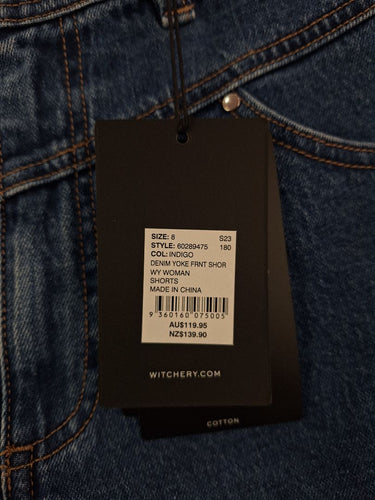 SIZE: 8 S23
STYLE: 60289475 180
COL: INDIGO
DENIM YOKE FRNT SHOR
WY WOMAN
SHORTS
MADE IN CHINA
9 360160 075005
AU$119.95
NZ$139.90
WITCHERY.COM
COTTON